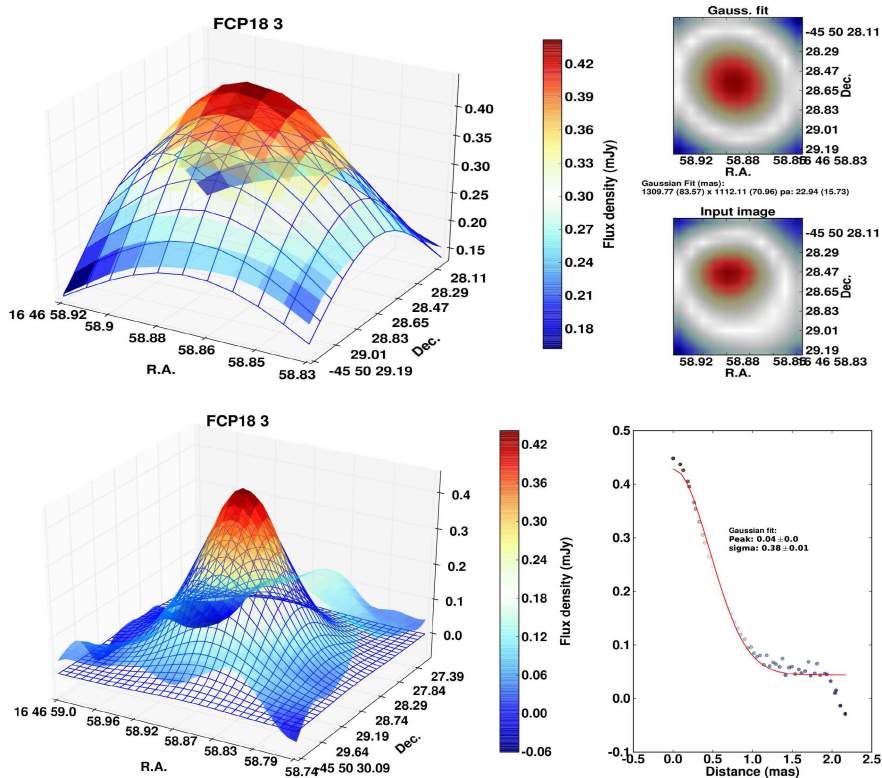 FCP18 3
0.40
0.35
0.30
0.25
0.20
0.15
28.11
28.29
28.47
28.65
28.83
29.01
-45 50 29.19
Dec.
16 46 58.92
58.9
58.88
58.86
58.85
58.83
R.A.
0.42
0.39
0.36
0.33
0.30
0.27
0.24
0.21
0.18
Flux density (mJy)
Gauss. fit
-45 50 28.11
28.29
28.47
28.65
28.83
29.01
29.19
Dec.
58.92 58.88 58.86 16 46 58.83
R.A.
Gaussian Fit (mas):
1309.77 (83.57) x 1112.11 (70.96) pa: 22.94 (15.73)
Input image
-45 50 28.11
28.29
28.47
28.65
28.83
29.01
29.19
Dec.
58.92 58.88 58.86 16 46 58.83
R.A.
FCP18 3
0.4
0.3
0.2
0.1
0.0
27.39
27.84
28.29
28.74
29.19
29.64
-45 50 30.09
Dec.
16 46 59.0
58.96
58.92
58.87
58.83
58.79
58.74
R.A.
0.42
0.36
0.30
0.24
0.18
0.12
0.06
0.00
-0.06
Flux density (mJy)
0.5
0.4
0.3
0.2
0.1
0.0
-0.1
Gaussian fit:
Peak: 0.04 ±0.0
sigma: 0.38 ±0.01
0.0 0.5 1.0 1.5 2.0 2.5
Distance (mas)